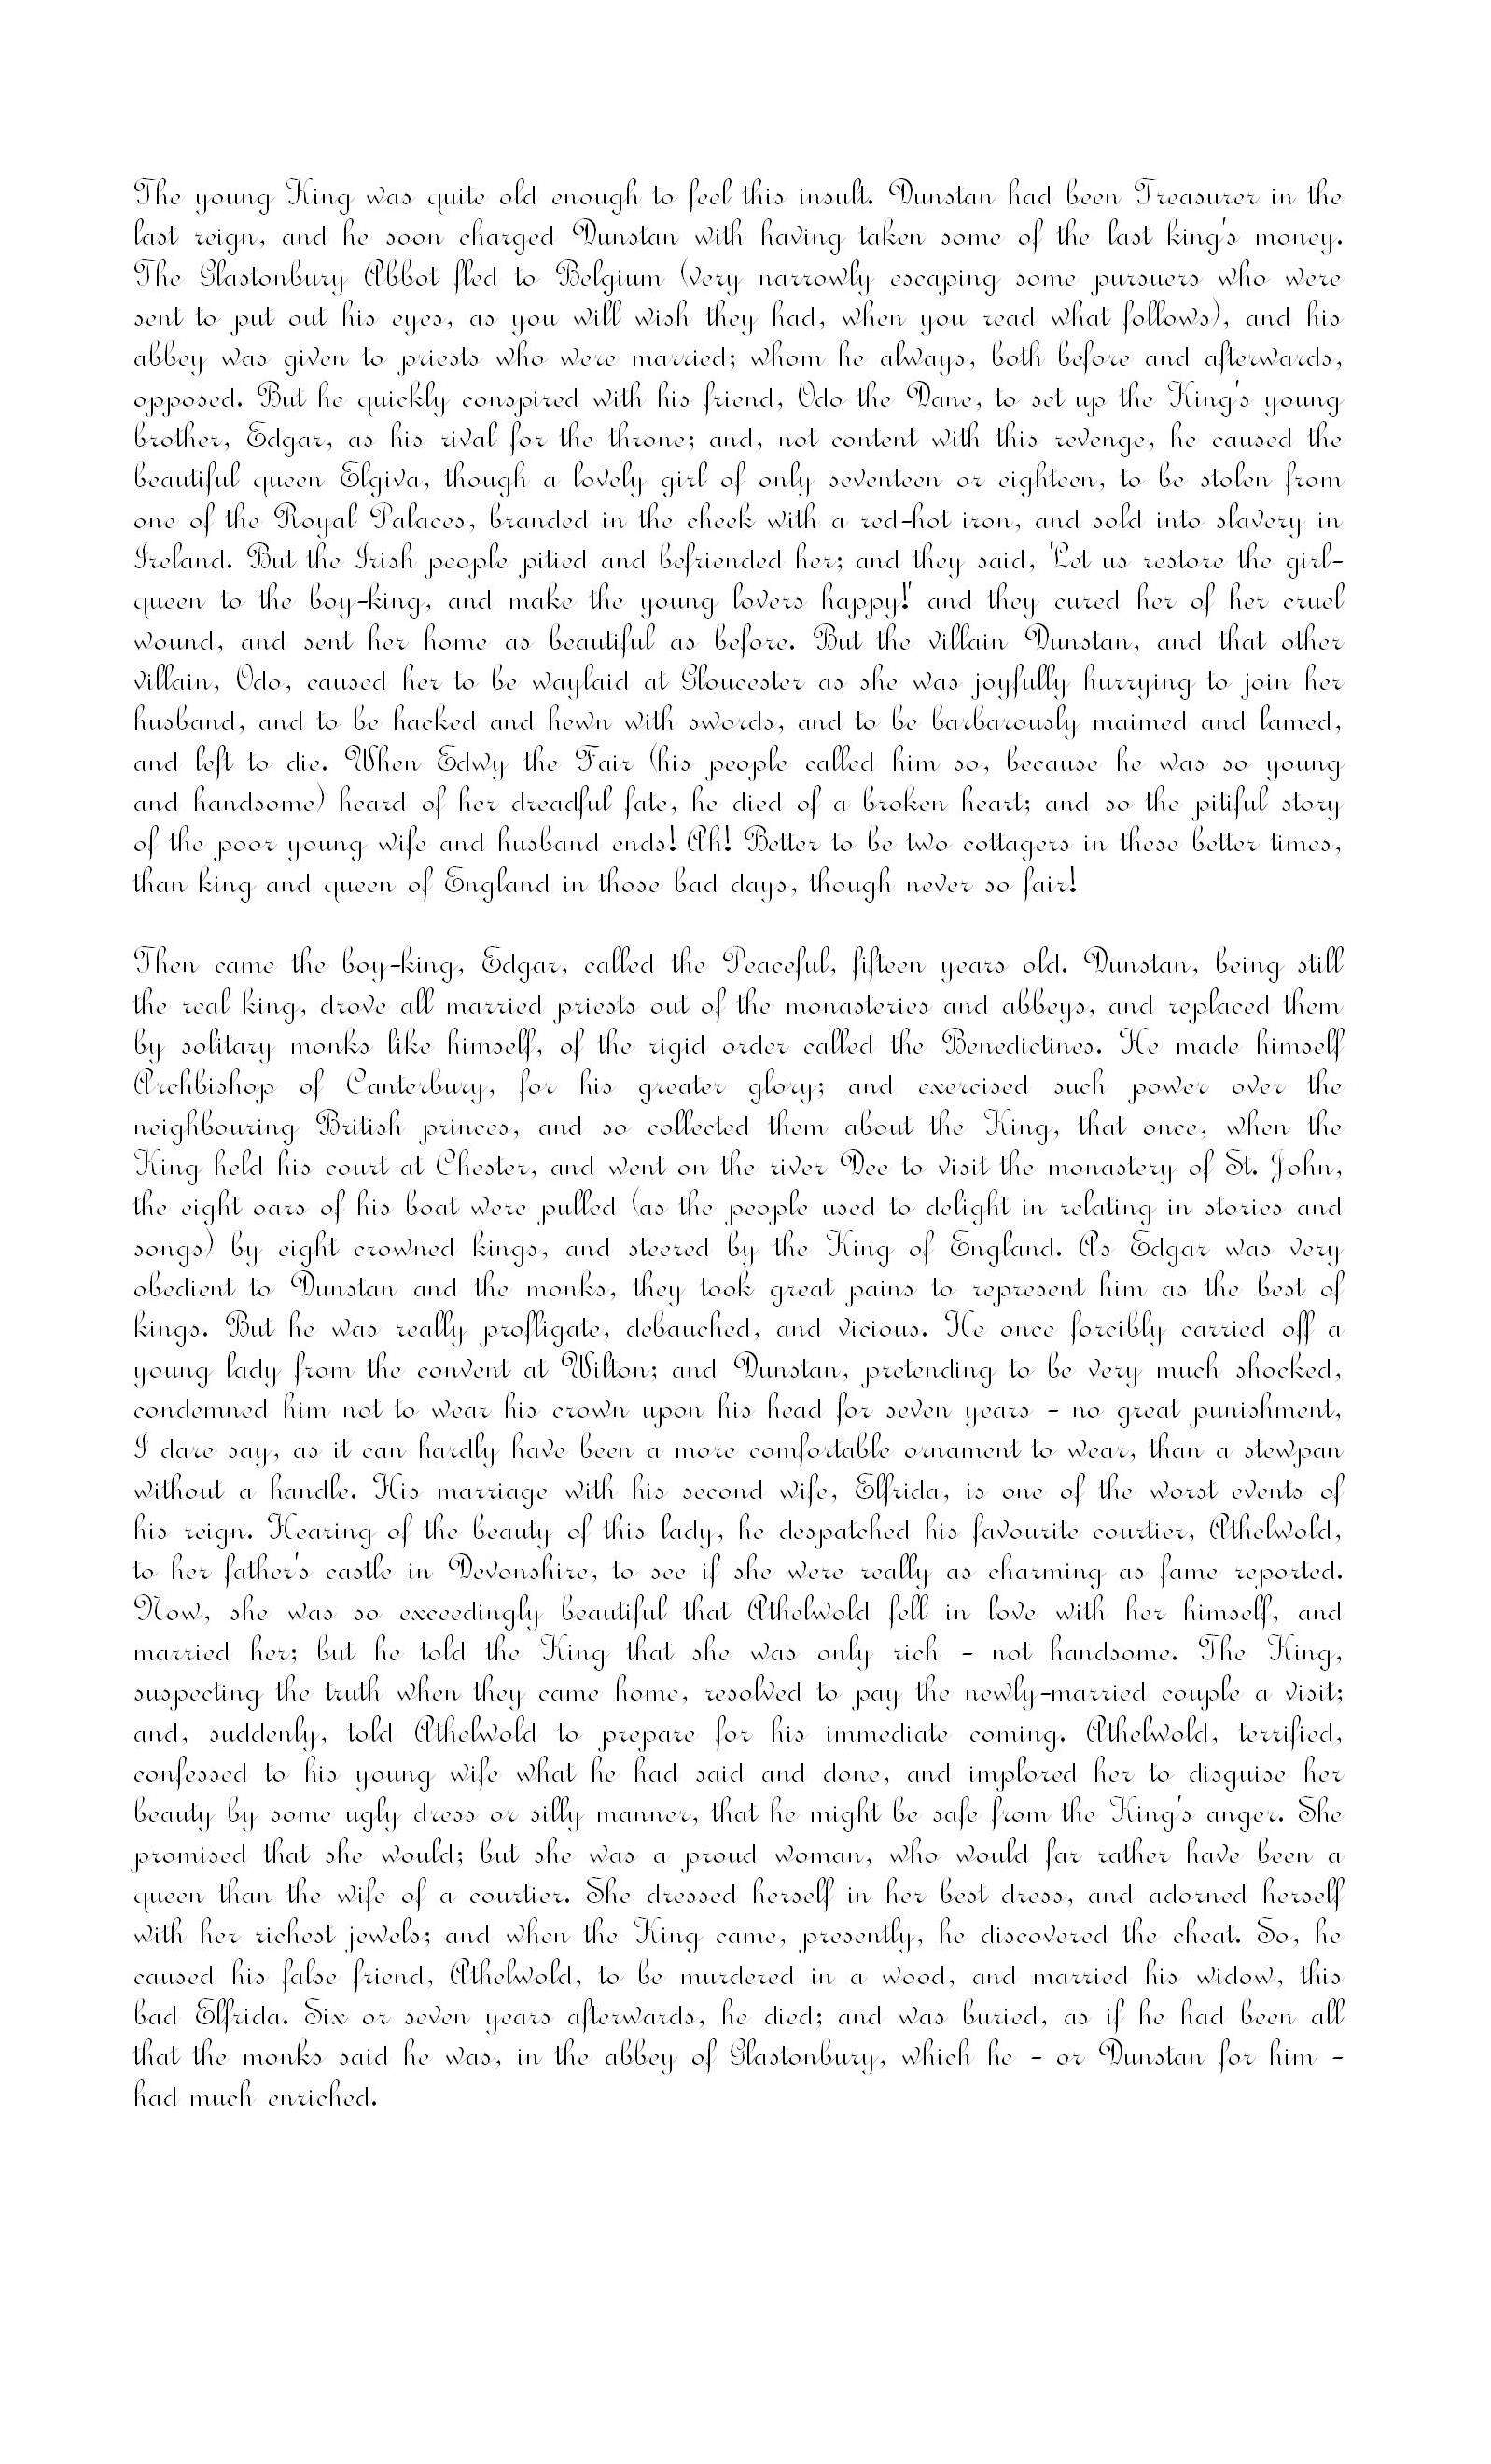 The young King was quite old enough to feel this insult. Dunstan had been Treasurer in the
last reign, and he soon charged Dunstan with having taken some of the last king's money.
The Glastonbury Abbot fled to Belgium (very narrowly escaping some pursuers who were
sent to put out his eyes, as you will wish they had, when you read what follows), and his
abbey was given to priests who were married; whom he always, both before and afterwards,
opposed. But he quickly conspired with his friend, Odo the Dane, to set up the King's young
brother, Edgar, as his rival for the throne; and, not content with this revenge, he caused the
beautiful queen Elgiva, though a lovely girl of only seventeen or eighteen, to be stolen from
one of the Royal Palaces, branded in the cheek with a red-hot iron, and sold into slavery in
Ireland. But the Irish people pitied and befriended her; and they said, 'Let us restore the girl-
queen to the boy-king, and make the young lovers happy!' and they cured her of her cruel
wound, and sent her home as beautiful as before. But the villain Dunstan, and that other
villain, Odo, caused her to be waylaid at Gloucester as she was joyfully hurrying to join her
husband, and to be hacked and hewn with swords, and to be barbarously maimed and lamed,
and left to die. When Edwy the Fair (his people called him so, because he was so young
and handsome) heard of her dreadful fate, he died of a broken heart; and so the pitiful story
of the poor young wife and husband ends! Ah! Better to be two cottagers in these better times,
than king and queen of England in those bad days, though never so fair!

Then came the boy-king, Edgar, called the Peaceful, fifteen years old. Dunstan, being still
the real king, drove all married priests out of the monasteries and abbeys, and replaced them
by solitary monks like himself, of the rigid order called the Benedictines. He made himself
Archbishop of Canterbury, for his greater glory; and exercised such power over the
neighbouring British princes, and so collected them about the King, that once, when the
King held his court at Chester, and went on the river Dee to visit the monastery of St. John,
the eight oars of his boat were pulled (as the people used to delight in relating in stories and
songs) by eight crowned kings, and steered by the King of England. As Edgar was very
obedient to Dunstan and the monks, they took great pains to represent him as the best of
kings. But he was really profligate, debauched, and vicious. He once forcibly carried off a
young lady from the convent at Wilton; and Dunstan, pretending to be very much shocked,
condemned him not to wear his crown upon his head for seven years - no great punishment,
I dare say, as it can hardly have been a more comfortable ornament to wear, than a stewpan
without a handle. His marriage with his second wife, Elfrida, is one of the worst events of
his reign. Hearing of the beauty of this lady, he despatched his favourite courtier, Athelwold,
to her father's castle in Devonshire, to see if she were really as charming as fame reported.
Now, she was so exceedingly beautiful that Athelwold fell in love with her himself, and
married her; but he told the King that she was only rich - not handsome. The King,
suspecting the truth when they came home, resolved to pay the newly-married couple a visit;
and, suddenly, told Athelwold to prepare for his immediate coming. Athelwold, terrified,
confessed to his young wife what he had said and done, and implored her to disguise her
beauty by some ugly dress or silly manner, that he might be safe from the King's anger. She
promised that she would; but she was a proud woman, who would far rather have been a
queen than the wife of a courtier. She dressed herself in her best dress, and adorned herself
with her richest jewels; and when the King came, presently, he discovered the cheat. So, he
caused his false friend, Athelwold, to be murdered in a wood, and married his widow, this
bad Elfrida. Six or seven years afterwards, he died; and was buried, as if he had been all
that the monks said he was, in the abbey of Glastonbury, which he - or Dunstan for him -
had much enriched.